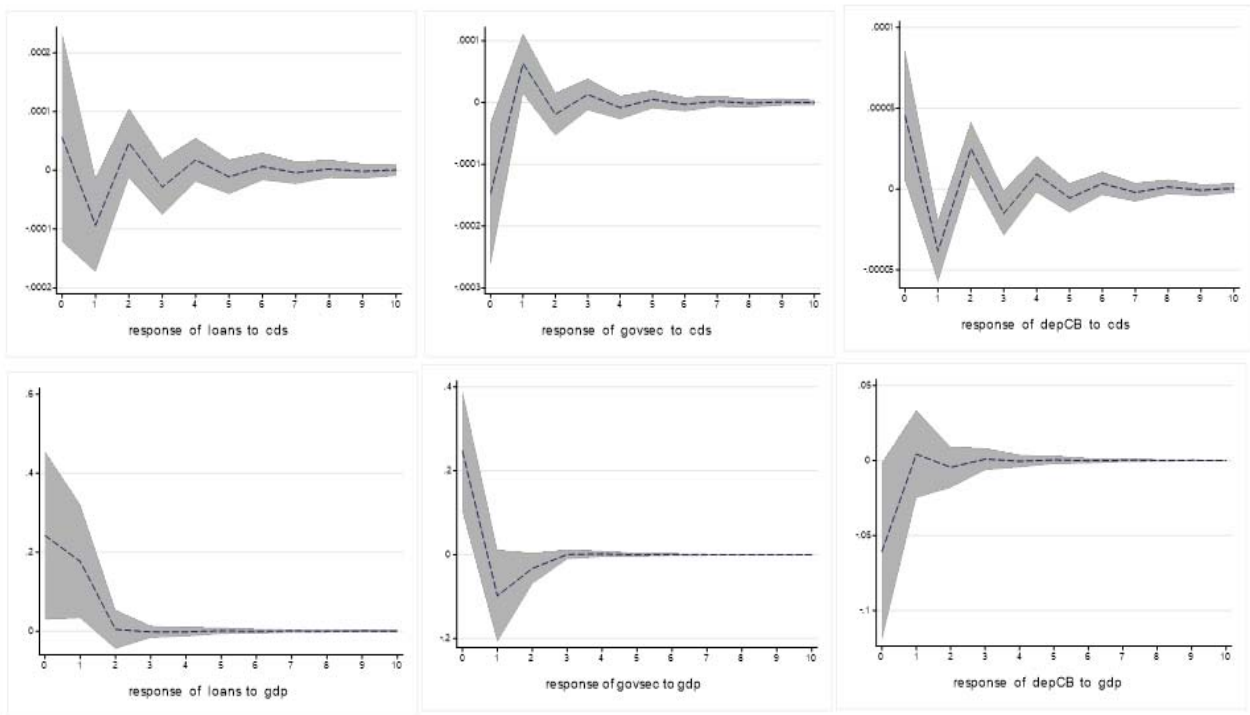 .0002
.0001
0
-.0001
-.0002
0 1 2 3 4 5 6 7 8 9 10
response of loans to cds
.0001
0
-.0001
-.0002
-.0003
0 1 2 3 4 5 6 7 8 9 10
response of govsec to cds
.0001
.00005
0
-.00005
0 1 2 3 4 5 6 7 8 9 10
response of depCB to cds
.6
.4
.2
0
0 1 2 3 4 5 6 7 8 9 10
response of loans to gdp
.4
.2
0
-.2
0 1 2 3 4 5 6 7 8 9 10
response of govsec to gdp
.05
0
-.05
-.1
0 1 2 3 4 5 6 7 8 9 10
response of depCB to gdp